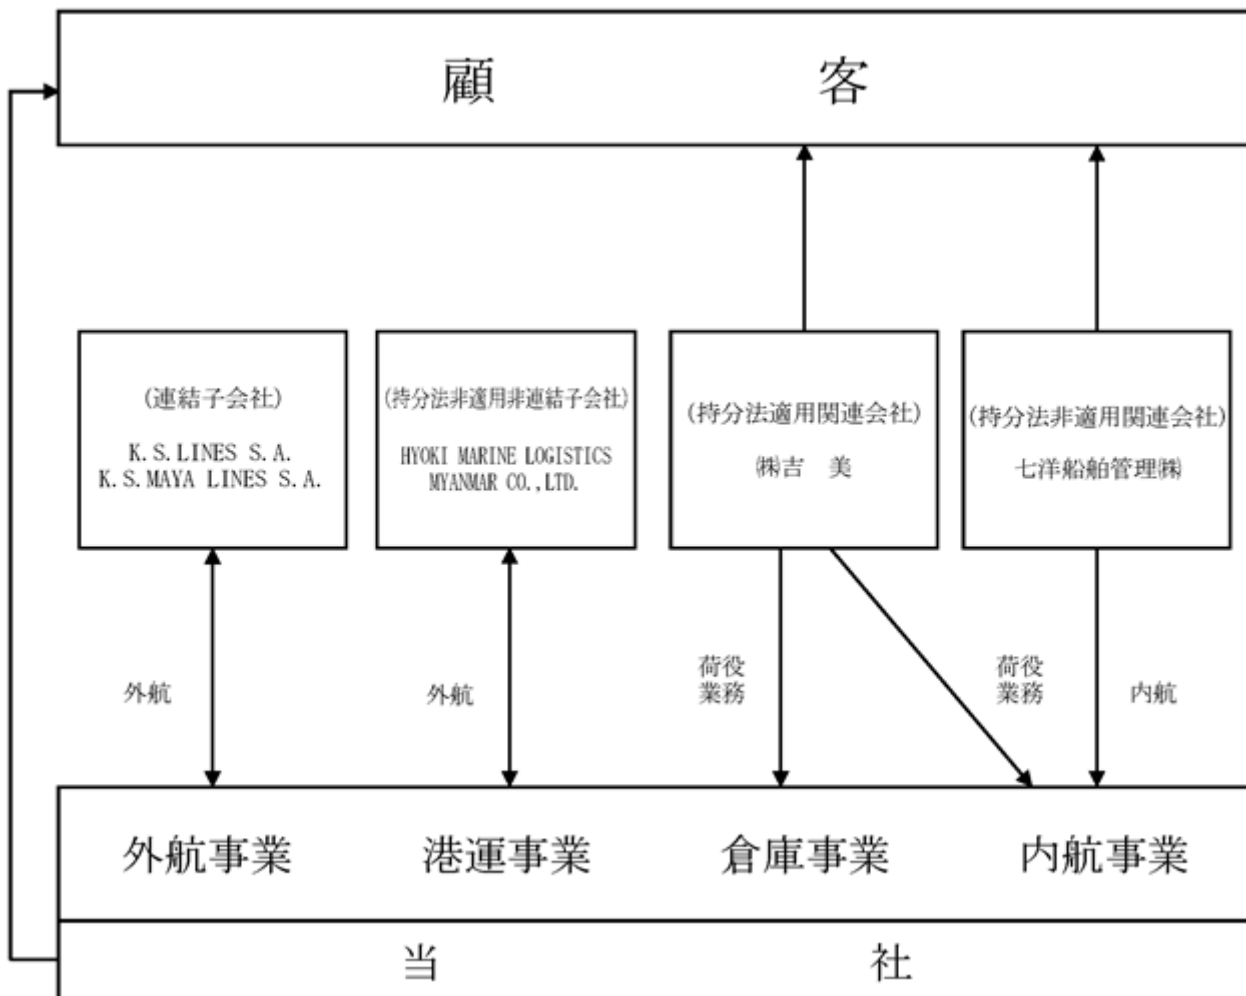 顧 客
(連結子会社)
K.S.LINES S.A.
K.S.MAYA LINES S.A.
(持分法非適用非連結子会社)
HYOKI MARINE LOGISTICS
MYANMAR CO.,LTD.
(持分法適用関連会社)
㈱吉 美
(持分法非適用関連会社)
七洋船舶管理㈱
外航
外航
荷役
業務
荷役
業務
内航
外航事業
港運事業
倉庫事業
内航事業
当 社